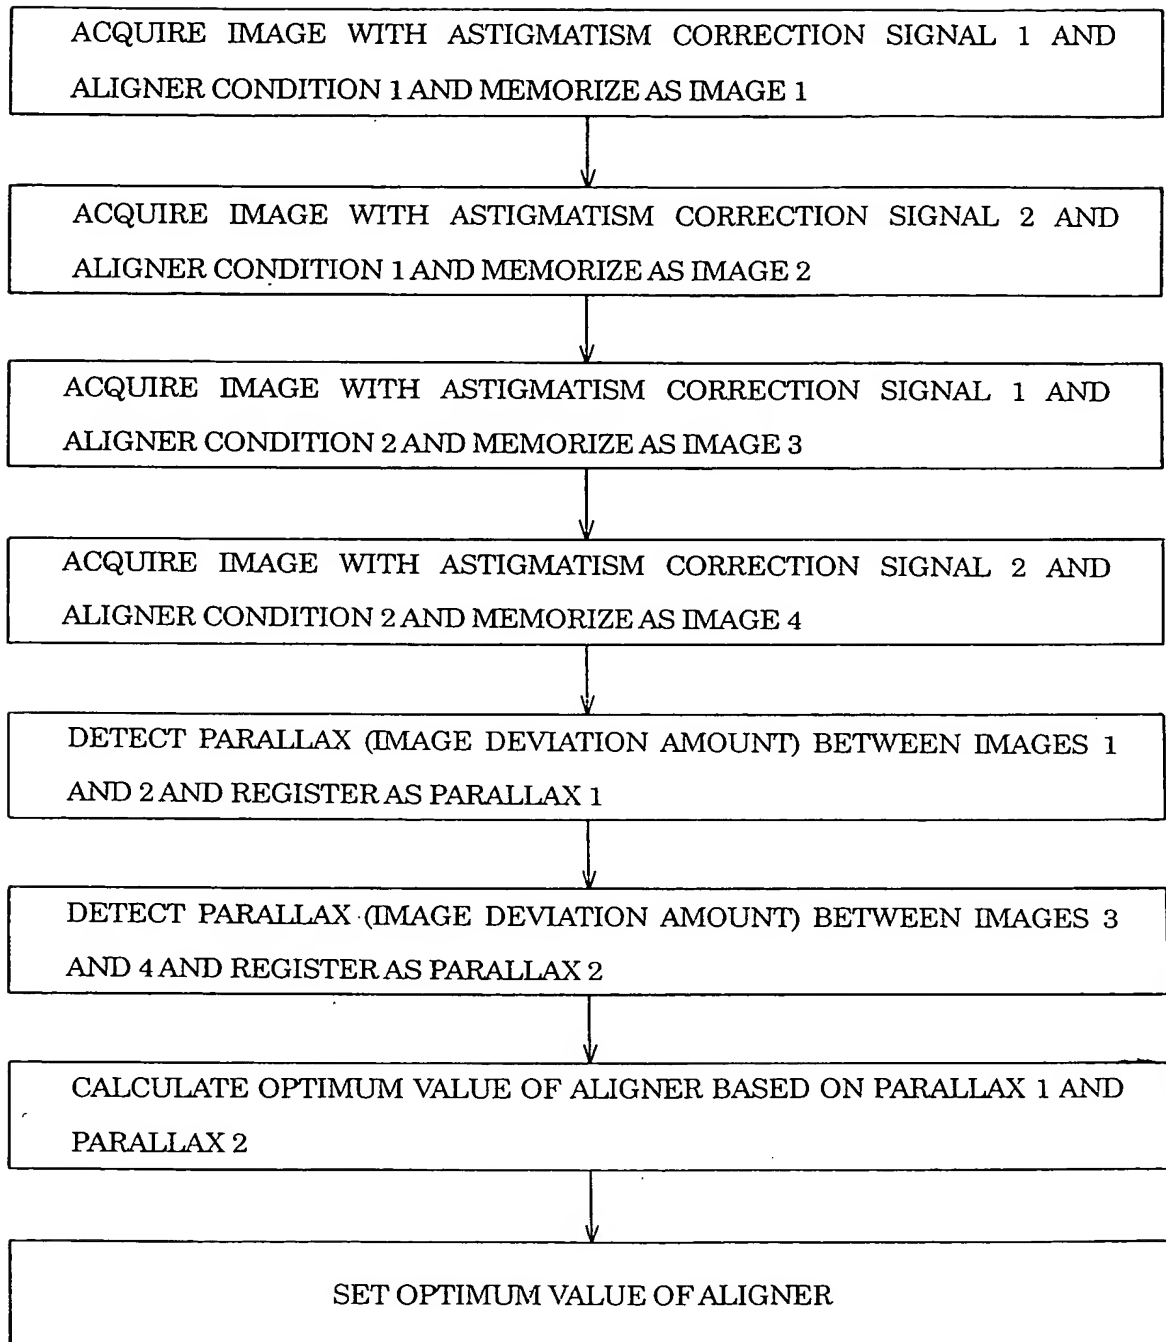 ACQUIRE IMAGE WITH ASTIGMATISM CORRECTION SIGNAL 1 AND
ALIGNER CONDITION 1 AND MEMORIZE AS IMAGE 1
ACQUIRE IMAGE WITH ASTIGMATISM CORRECTION SIGNAL 2 AND
ALIGNER CONDITION 1 AND MEMORIZE AS IMAGE 2
ACQUIRE IMAGE WITH ASTIGMATISM CORRECTION SIGNAL 1 AND
ALIGNER CONDITION 2 AND MEMORIZE AS IMAGE 3
ACQUIRE IMAGE WITH ASTIGMATISM CORRECTION SIGNAL 2 AND
ALIGNER CONDITION 2 AND MEMORIZE AS IMAGE 4
DETECT PARALLAX (IMAGE DEVIATION AMOUNT) BETWEEN IMAGES 1
AND 2 AND REGISTER AS PARALLAX 1
DETECT PARALLAX (IMAGE DEVIATION AMOUNT) BETWEEN IMAGES 3
AND 4 AND REGISTER AS PARALLAX 2
CALCULATE OPTIMUM VALUE OF ALIGNER BASED ON PARALLAX 1 AND
PARALLAX 2
SET OPTIMUM VALUE OF ALIGNER